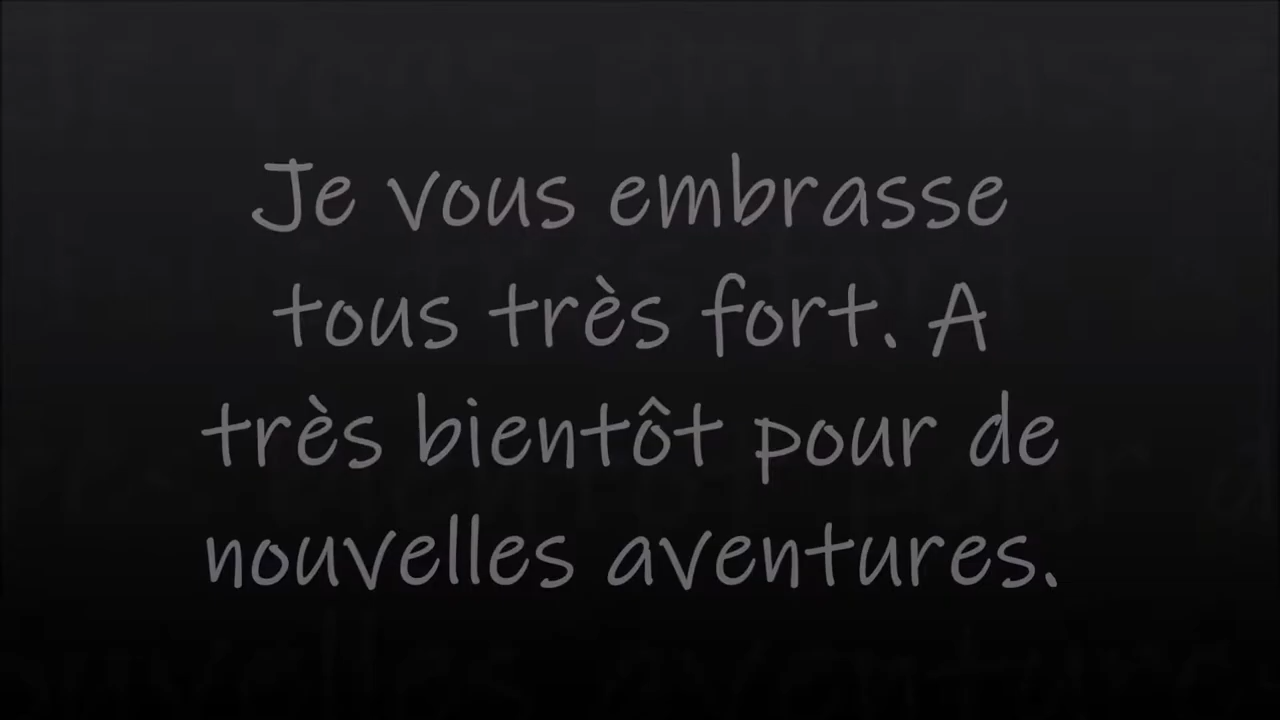 Je vous embrasse
tous très fort. A
très bientôt pour de
nouvelles aventures.